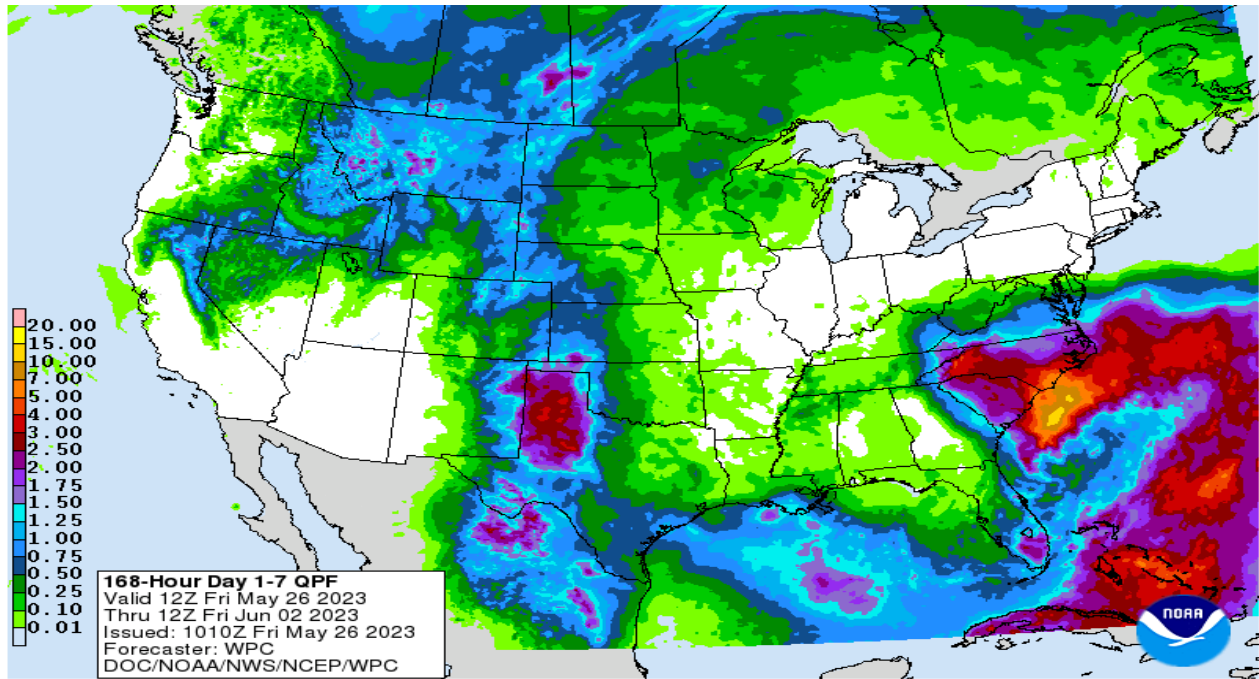 20.00
15.00
10.00
7.00
5.00
4.00
3.00
2.50
2.00
1.75
1.50
1.25
1.00
0.75
0.50
0.25
0.10
0.01
168-Hour Day 1-7 QPF
Valid 12Z Fri May 26 2023
Thru 12Z Fri Jun 02 2023
Issued: 1010Z Fri May 26 2023
Forecaster: WPC
DOC/NOAA/NWS/NCEP/WPC
NOAA